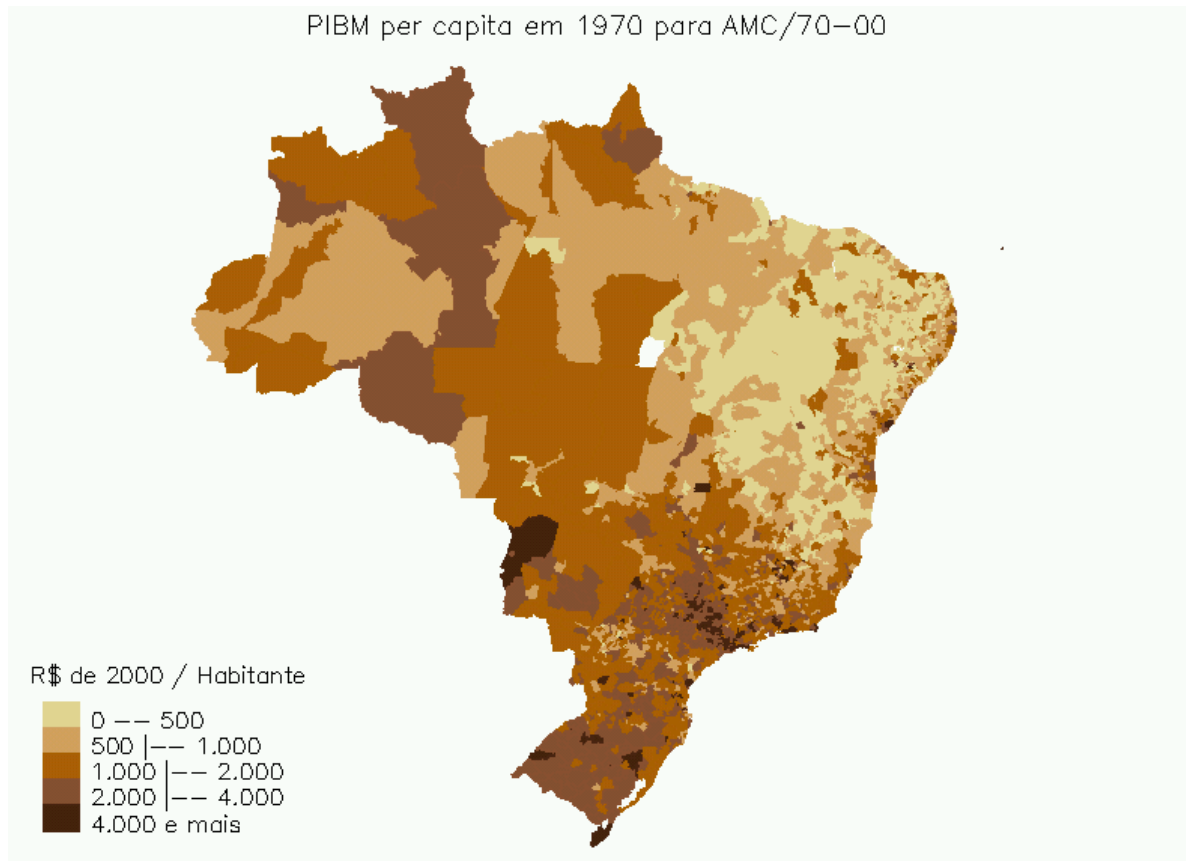 PIBM per capita em 1970 para AMC/70-00
R$ de 2000 / Habitante
0 -- 500
500 |-- 1.000
1.000 |-- 2.000
2.000 |-- 4.000
4.000 e mais